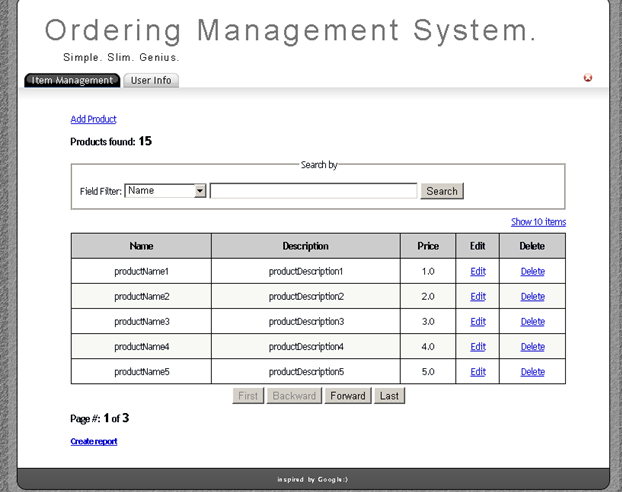 Ordering Management System.
Simple. Slim. Genius.
Item Management User Info
Add Product
Products found: 15
Search by
Field Filter: Name Search
Show 10 items
Name Description Price Edit Delete
productName1 productDescription1 1.0 Edit Delete
productName2 productDescription2 2.0 Edit Delete
productName3 productDescription3 3.0 Edit Delete
productName4 productDescription4 4.0 Edit Delete
productName5 productDescription5 5.0 Edit Delete
First Backward Forward Last
Page #: 1 of 3
Create report
inspired by Google:)